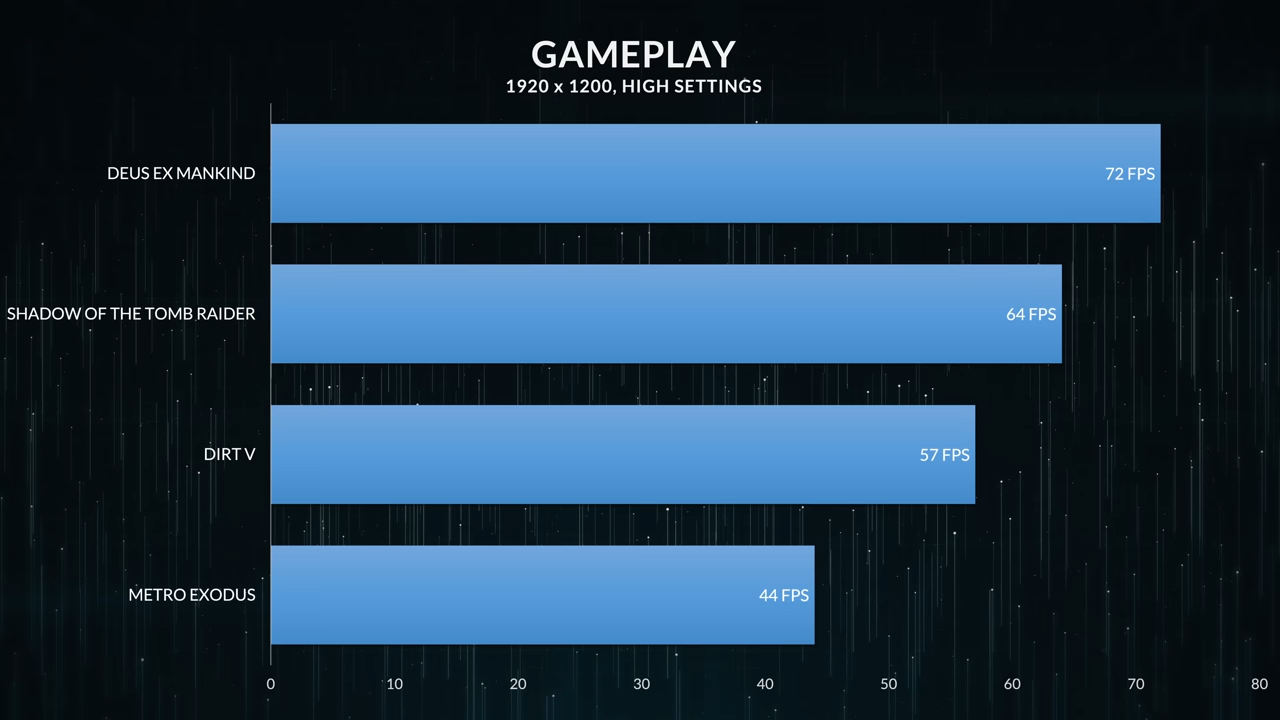 GAMEPLAY
1920 x 1200, HIGH SETTINGS
DEUS EX MANKIND
72 FPS
SHADOW OF THE TOMB RAIDER
64 FPS
DIRT V
57 FPS
METRO EXODUS
44 FPS
0 10 20 30 40 50 60 70 80